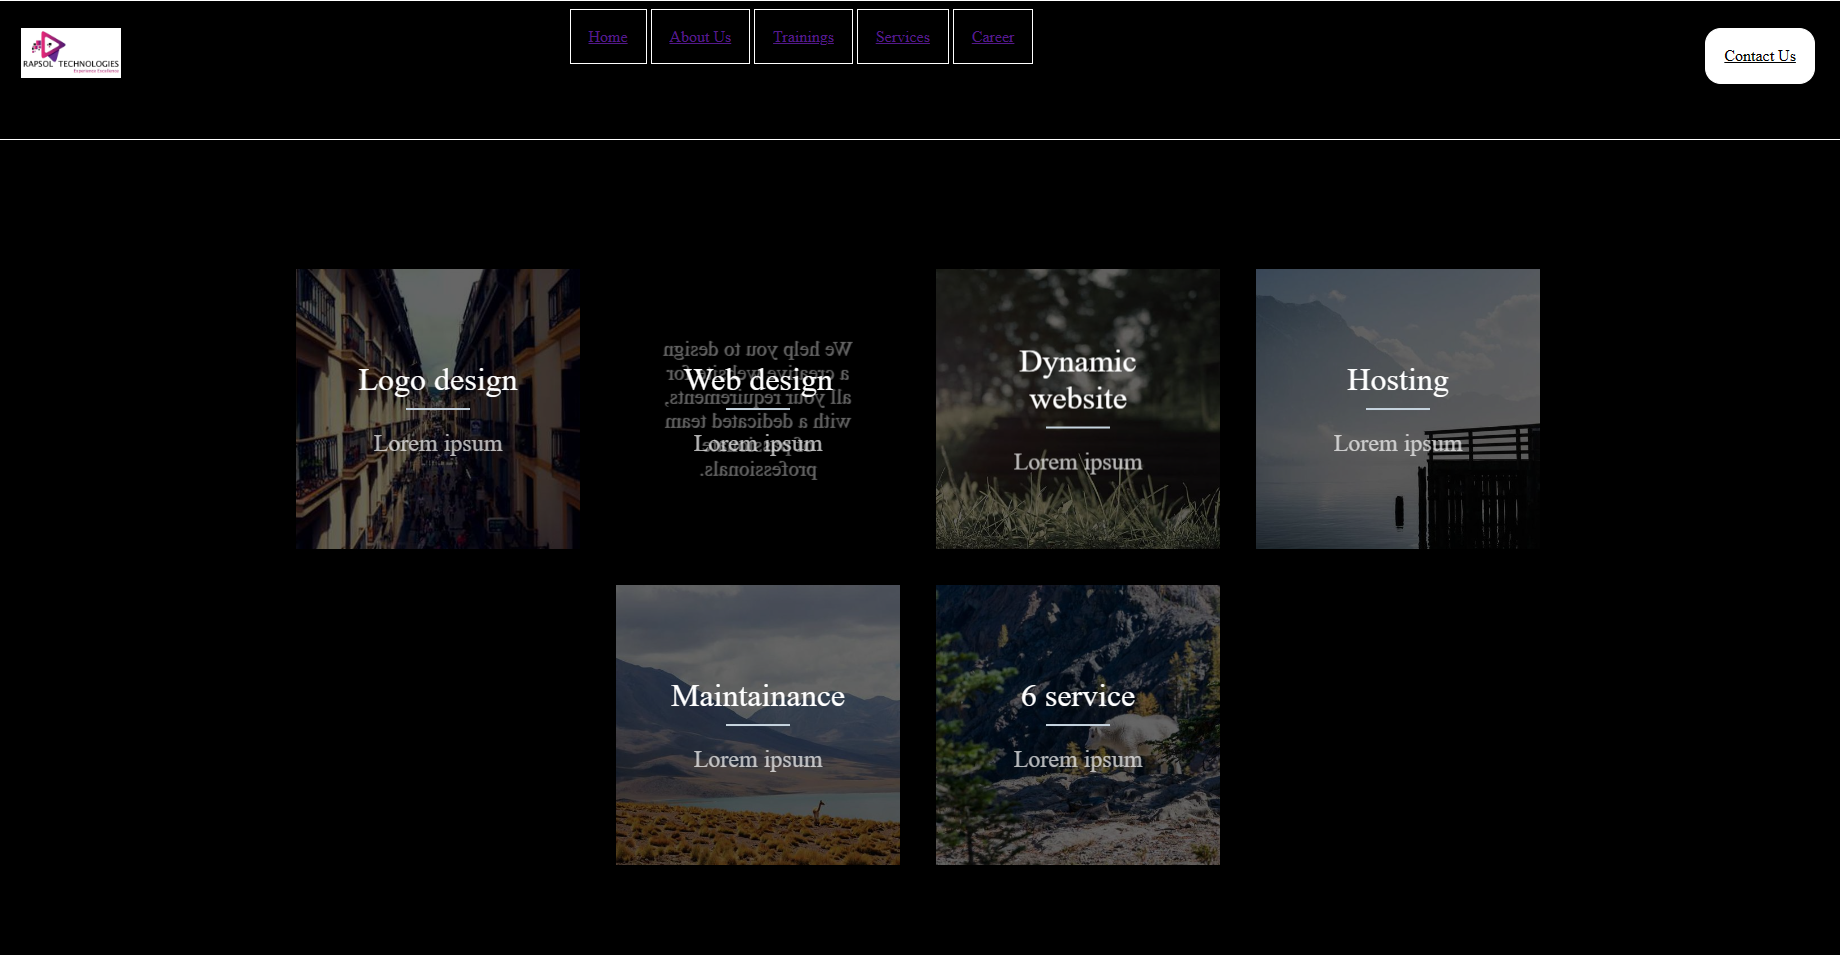 RAPSOL TECHNOLOGIES
Experience Excellence
Home
About Us
Trainings
Services
Career
Contact Us
Logo design
Lorem ipsum
Web design
Lorem ipsum
We help you to design
a creative website for
all your requirements,
with a dedicated team
of
professionals.
Dynamic
website
Lorem ipsum
Hosting
Lorem ipsum
Maintainance
Lorem ipsum
6 service
Lorem ipsum